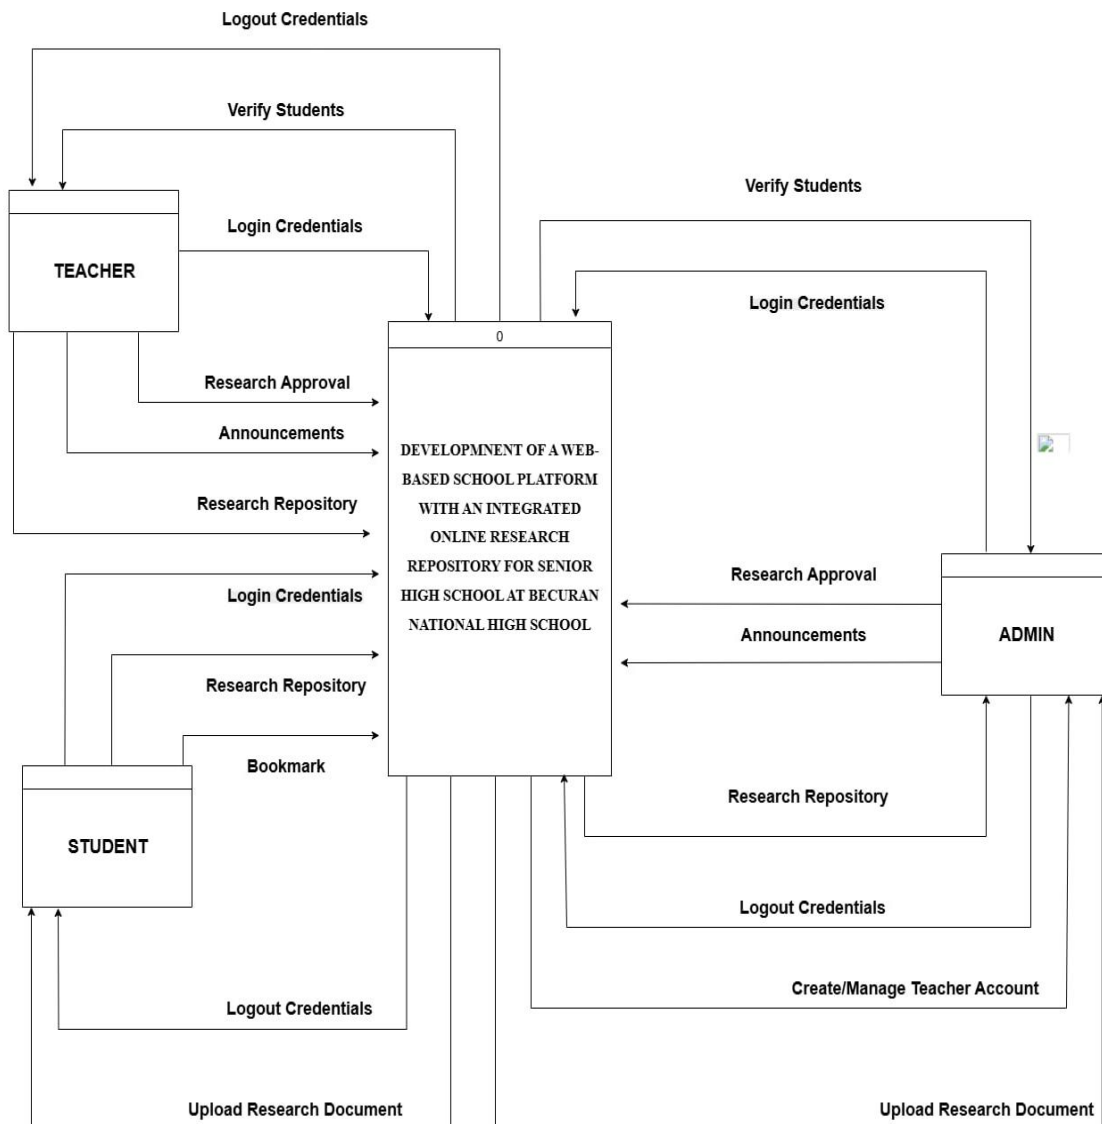 Logout Credentials
Verify Students
Verify Students
Login Credentials
TEACHER
Login Credentials
0
Research Approval
Announcements
DEVELOPMNENT OF A WEB-
BASED SCHOOL PLATFORM
WITH AN INTEGRATED
ONLINE RESEARCH
REPOSITORY FOR SENIOR
HIGH SCHOOL AT BECURAN
NATIONAL HIGH SCHOOL
Research Repository
Login Credentials
Research Approval
Announcements
ADMIN
Research Repository
Bookmark
Research Repository
STUDENT
Logout Credentials
Create/Manage Teacher Account
Logout Credentials
Upload Research Document
Upload Research Document